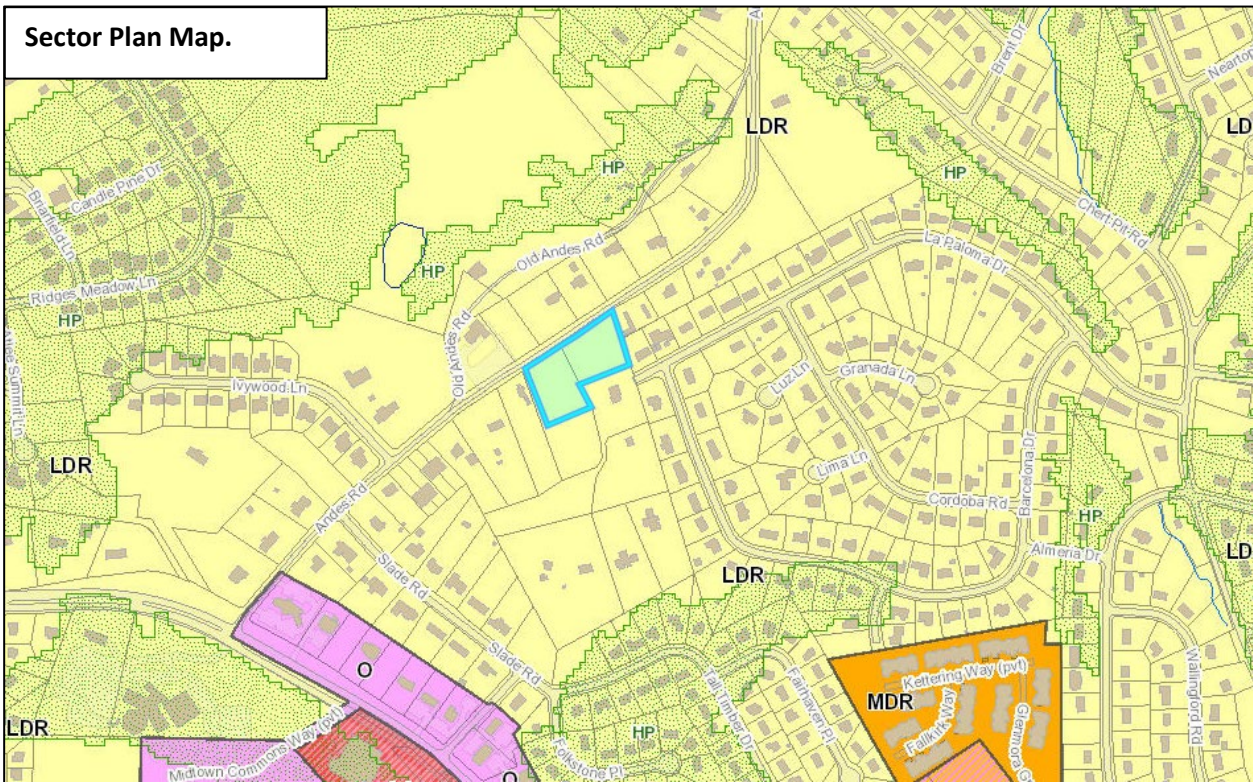 Sector Plan Map.
Brent Dr
LDR
HP
HP
Candle Pine Dr
Briarfield Ln
Chert Pit Rd
Old Andes Rd
La Paloma Dr
HP
Ridges Meadow Ln
HP
Old Andes Rd
Ivywood Ln
Luz Ln
Granada Ln
LDR
Lima Ln
Cordoba Rd
Barcelona Dr
Andes Rd
HP
Slade Rd
Almeria Dr
LDR
Slade Rd
O
Kettering Way (pvt)
MDR
Fallkirk Way
Tall Timber Dr
Fairhaven Pl
Wallingford Rd
LDR
HP
Midtown Commons Way (pvt)
Folkstone Pl
O